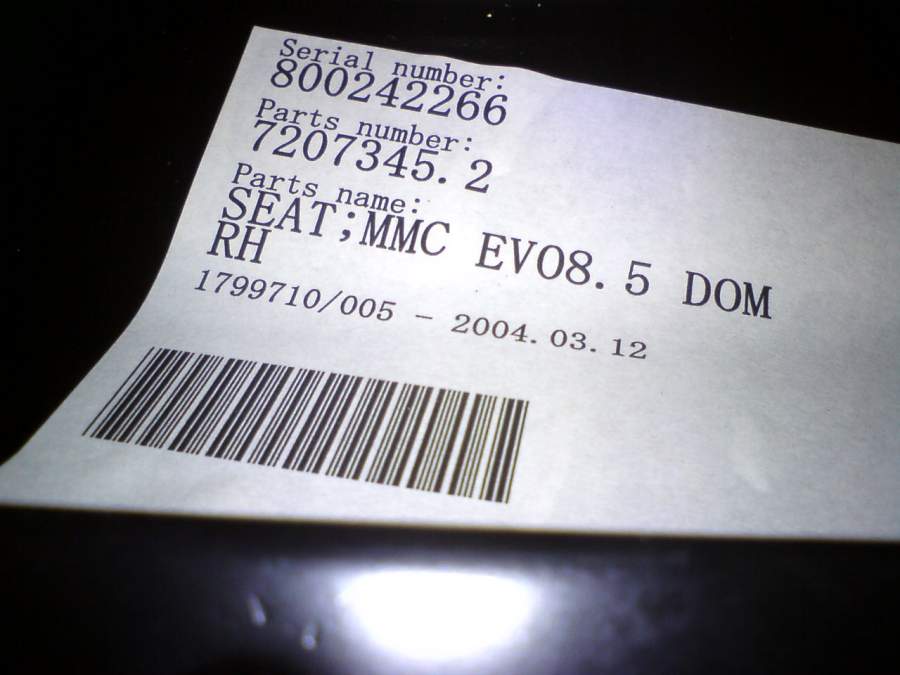 Serial number:
800242266
Parts number:
7207345.2
Parts name:
SEAT;MMC EVO8.5 DOM
RH
1799710/005 - 2004.03.12